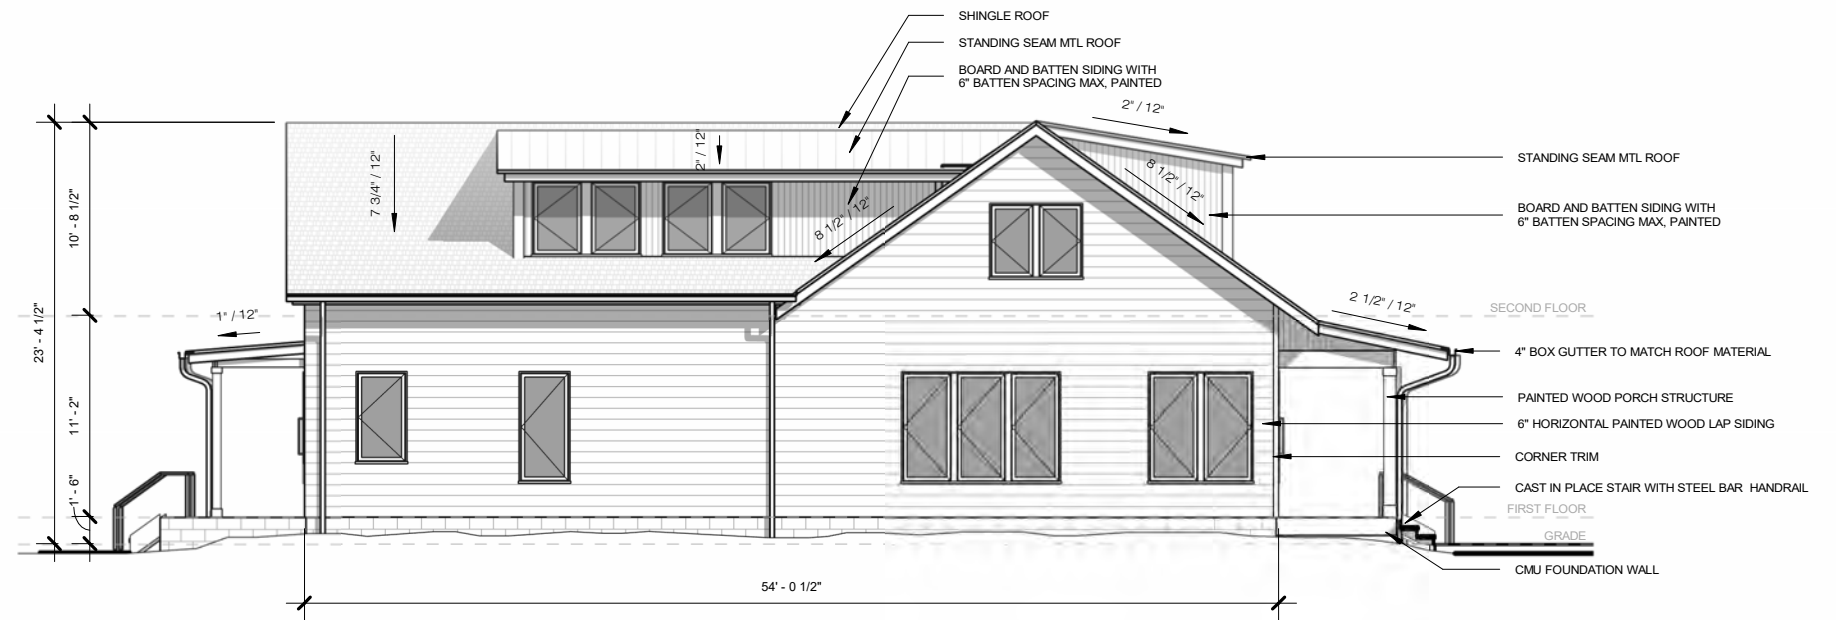 SHINGLE ROOF
STANDING SEAM MTL ROOF
BOARD AND BATTEN SIDING WITH
6" BATTEN SPACING MAX, PAINTED
2" / 12"
7 3/4" / 12"
2" / 12"
8 1/2" / 12"
8 1/2" / 12"
STANDING SEAM MTL ROOF
BOARD AND BATTEN SIDING WITH
6" BATTEN SPACING MAX, PAINTED
10' - 8 1/2"
23' - 4 1/2"
1" / 12"
2 1/2" / 12"
SECOND FLOOR
4" BOX GUTTER TO MATCH ROOF MATERIAL
11' - 2"
PAINTED WOOD PORCH STRUCTURE
6" HORIZONTAL PAINTED WOOD LAP SIDING
CORNER TRIM
1' - 6"
CAST IN PLACE STAIR WITH STEEL BAR HANDRAIL
FIRST FLOOR
GRADE
CMU FOUNDATION WALL
54' - 0 1/2"